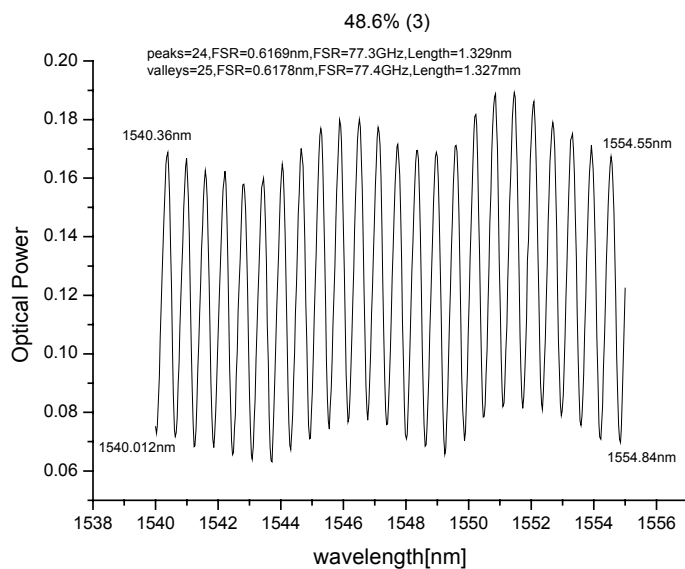 48.6% (3)
peaks=24,FSR=0.6169nm,FSR=77.3GHz,Length=1.329nm
valleys=25,FSR=0.6178nm,FSR=77.4GHz,Length=1.327mm
0.20
0.18
0.16
0.14
0.12
0.10
0.08
0.06
Optical Power
1540.36nm
1554.55nm
1540.012nm
1554.84nm
1538 1540 1542 1544 1546 1548 1550 1552 1554 1556
wavelength[nm]